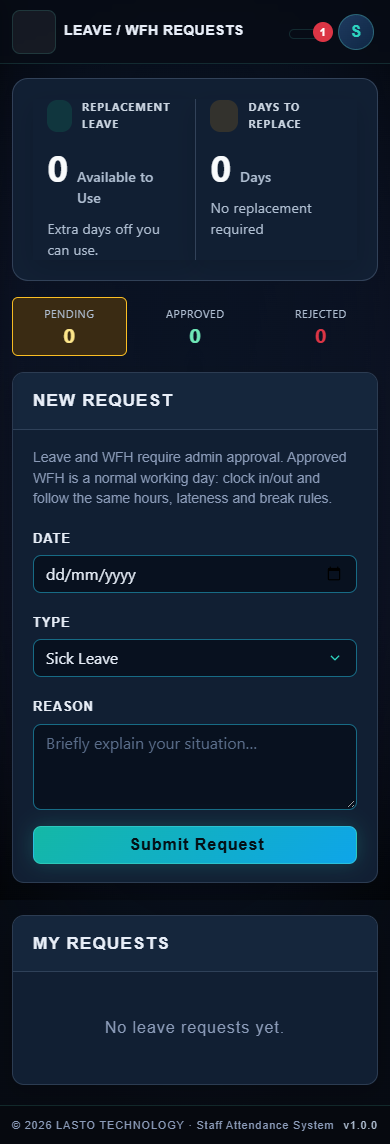 LEAVE / WFH REQUESTS
1
S
REPLACEMENT
LEAVE
0 Available to
Use
Extra days off you
can use.
DAYS TO
REPLACE
0 Days
No replacement
required
PENDING
0
APPROVED
0
REJECTED
0
NEW REQUEST
Leave and WFH require admin approval. Approved
WFH is a normal working day: clock in/out and
follow the same hours, lateness and break rules.
DATE
dd/mm/yyyy
TYPE
Sick Leave
REASON
Briefly explain your situation...
Submit Request
MY REQUESTS
No leave requests yet.
© 2026 LASTO TECHNOLOGY · Staff Attendance System v1.0.0